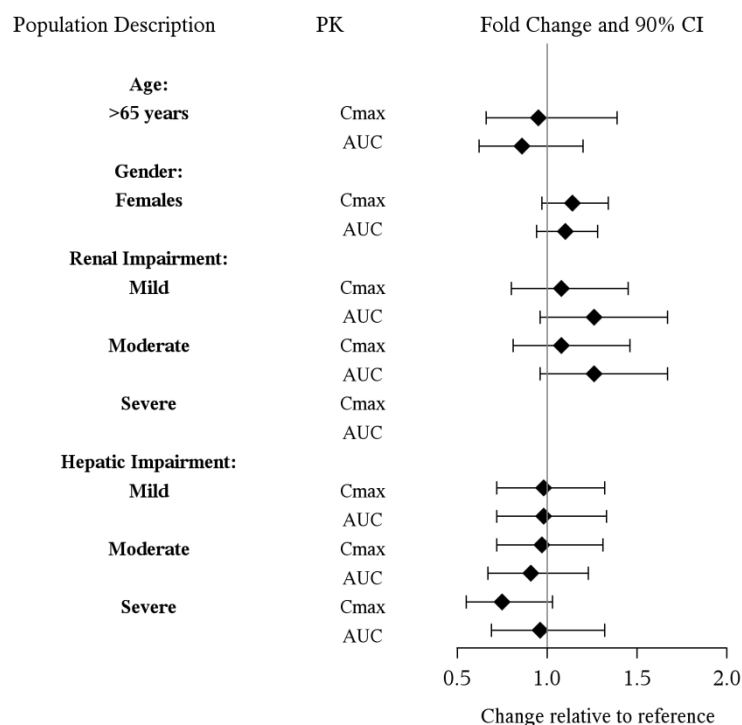 Population Description PK Fold Change and 90% CI
Age:
>65 years Cmax
AUC
Gender:
Females Cmax
AUC
Renal Impairment:
Mild Cmax
AUC
Moderate Cmax
AUC
Severe Cmax
AUC
Hepatic Impairment:
Mild Cmax
AUC
Moderate Cmax
AUC
Severe Cmax
AUC
0.5 1.0 1.5 2.0
Change relative to reference